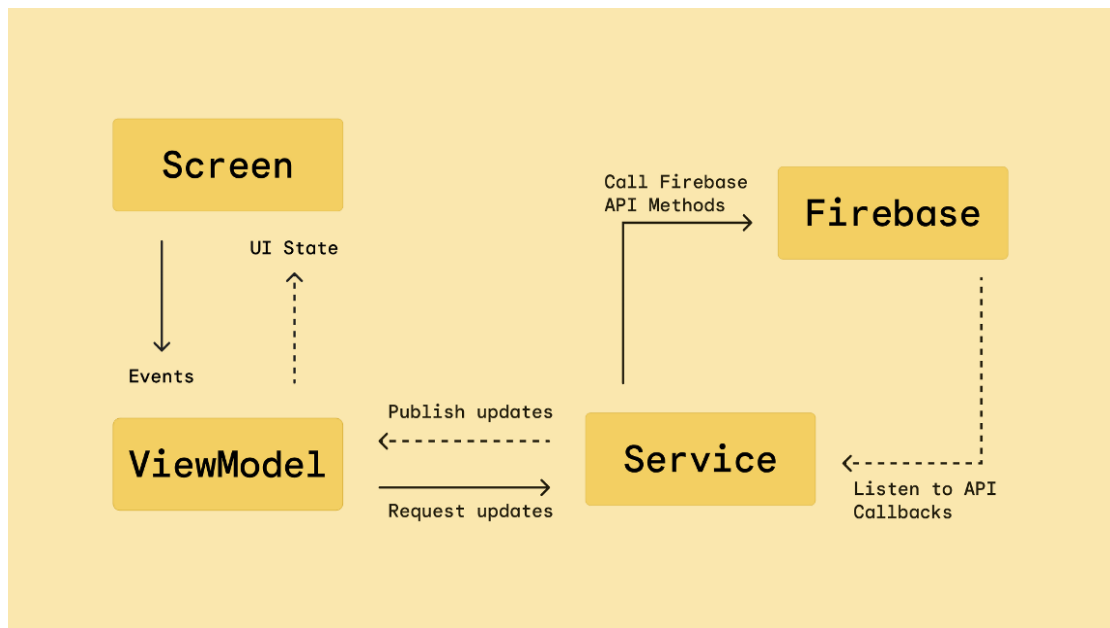 Screen
Call Firebase
API Methods
Firebase
UI State
Events
Publish updates
ViewModel
Service
Request updates
Listen to API
Callbacks